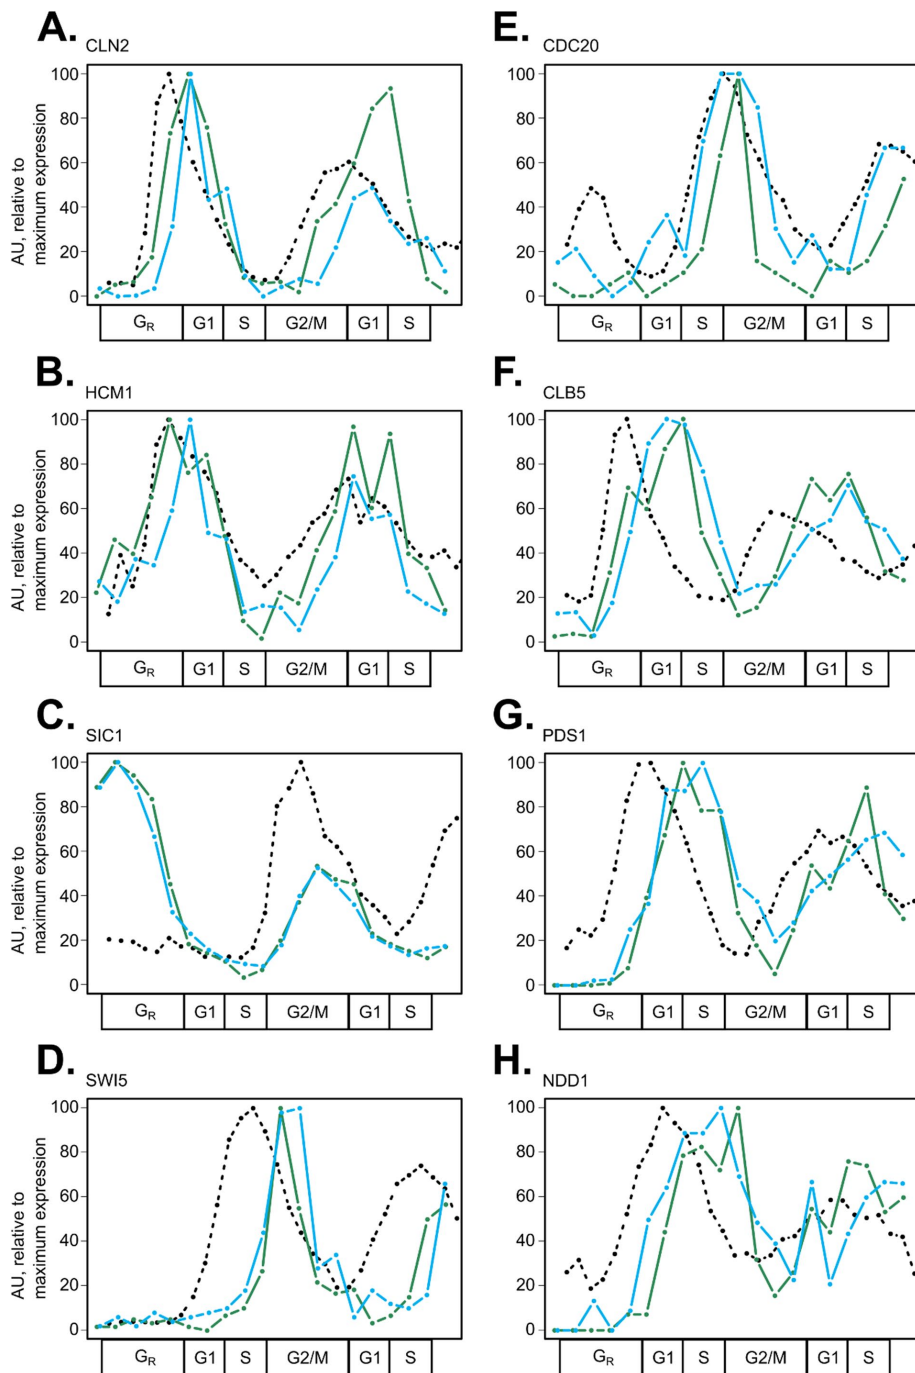 A.
CLN2
AU, relative to
maximum expression
100
80
60
40
20
0
GR G1 S G2/M G1 S
B.
HCM1
AU, relative to
maximum expression
100
80
60
40
20
0
GR G1 S G2/M G1 S
C.
SIC1
AU, relative to
maximum expression
100
80
60
40
20
0
GR G1 S G2/M G1 S
D.
SWI5
AU, relative to
maximum expression
100
80
60
40
20
0
GR G1 S G2/M G1 S
E.
CDC20
100
80
60
40
20
0
GR G1 S G2/M G1 S
F.
CLB5
100
80
60
40
20
0
GR G1 S G2/M G1 S
G.
PDS1
100
80
60
40
20
0
GR G1 S G2/M G1 S
H.
NDD1
100
80
60
40
20
0
GR G1 S G2/M G1 S